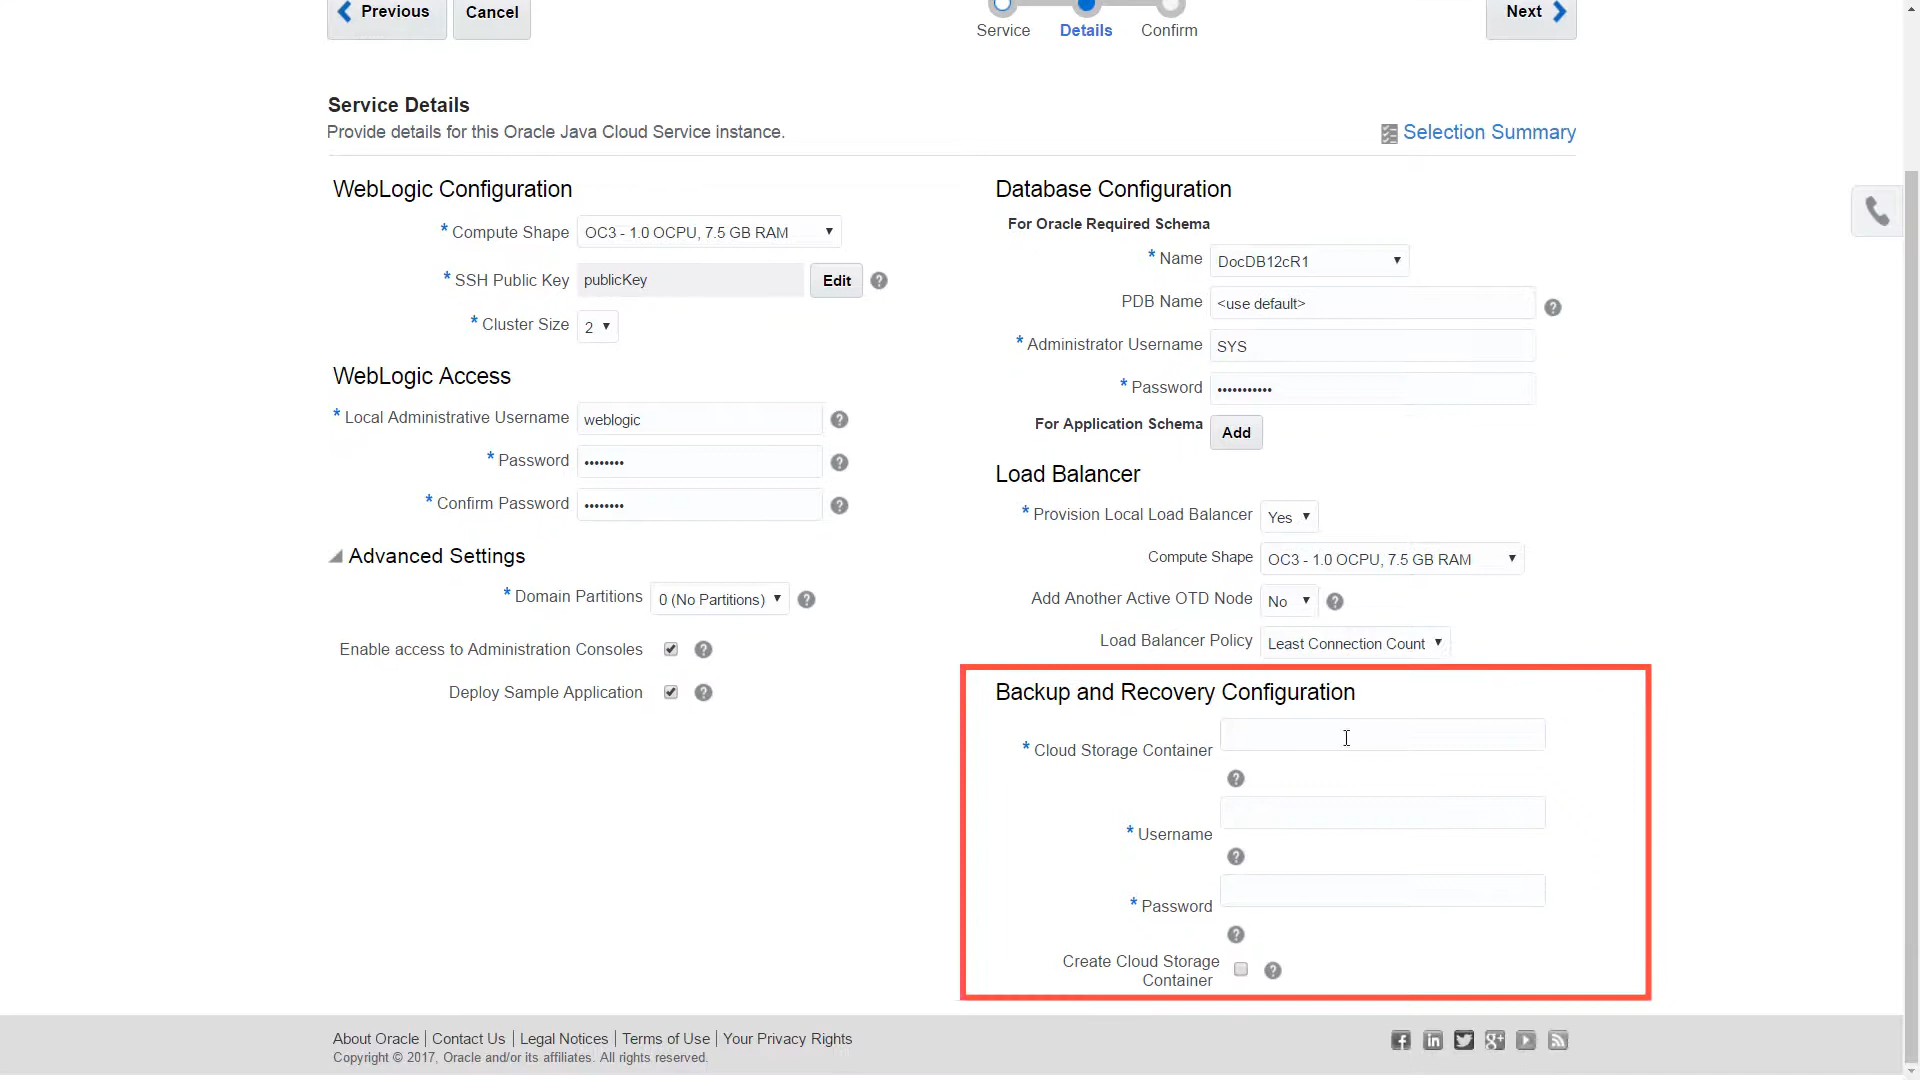 Previous
Cancel
Service
Details
Confirm
Next
Service Details
Provide details for this Oracle Java Cloud Service instance.
Selection Summary
WebLogic Configuration
* Compute Shape OC3 - 1.0 OCPU, 7.5 GB RAM
* SSH Public Key publicKey Edit ?
* Cluster Size 2
WebLogic Access
* Local Administrative Username weblogic ?
* Password •••••••• ?
* Confirm Password •••••••• ?
Advanced Settings
* Domain Partitions 0 (No Partitions) ?
Enable access to Administration Consoles ?
Deploy Sample Application ?
Database Configuration
For Oracle Required Schema
* Name DocDB12cR1
PDB Name <use default> ?
* Administrator Username SYS
* Password •••••••••••
For Application Schema Add
Load Balancer
* Provision Local Load Balancer Yes
Compute Shape OC3 - 1.0 OCPU, 7.5 GB RAM
Add Another Active OTD Node No ?
Load Balancer Policy Least Connection Count
Backup and Recovery Configuration
* Cloud Storage Container
?
* Username
?
* Password
?
Create Cloud Storage
Container ?
About Oracle | Contact Us | Legal Notices | Terms of Use | Your Privacy Rights
Copyright © 2017, Oracle and/or its affiliates. All rights reserved.